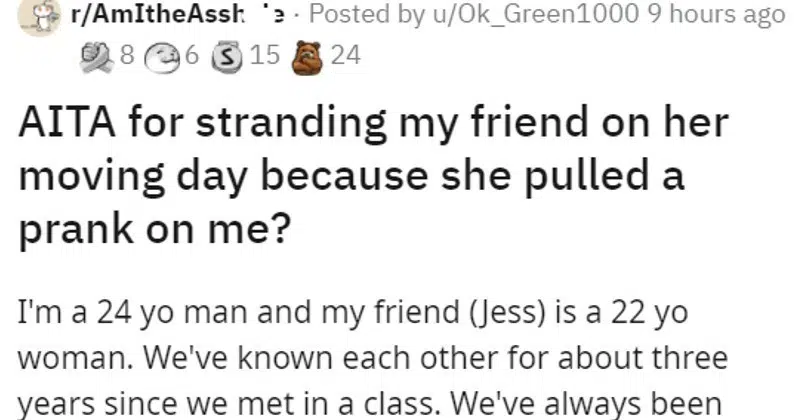 r/AmItheAssh · Posted by u/Ok_Green1000 9 hours ago
8 6 S 15 24
AITA for stranding my friend on her
moving day because she pulled a
prank on me?
I'm a 24 yo man and my friend (Jess) is a 22 yo
woman. We've known each other for about three
years since we met in a class. We've always been